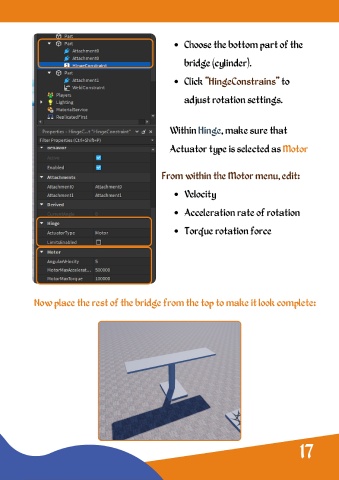 Part
Part
Attachment0
Attachment0
HingeConstraint
Part
Attachment1
WeldConstraint
Players
Lighting
MaterialService
ReplicatedFirst
Properties - HingeC...t "HingeConstraint"
Filter Properties (Ctrl+Shift+P)
Behavior
Active
Enabled
Attachments
Attachment0 Attachment0
Attachment1 Attachment1
Derived
Hinge
ActuatorType Motor
LimitsEnabled
Motor
AngularVelocity 5
MotorMaxAccelerat... 500000
MotorMaxTorque 100000
• Choose the bottom part of the
bridge (cylinder).
• Click "HingeConstrains" to
adjust rotation settings.
Within Hinge, make sure that
Actuator type is selected as Motor
From within the Motor menu, edit:
• Velocity
• Acceleration rate of rotation
• Torque rotation force
Now place the rest of the bridge from the top to make it look complete:
17